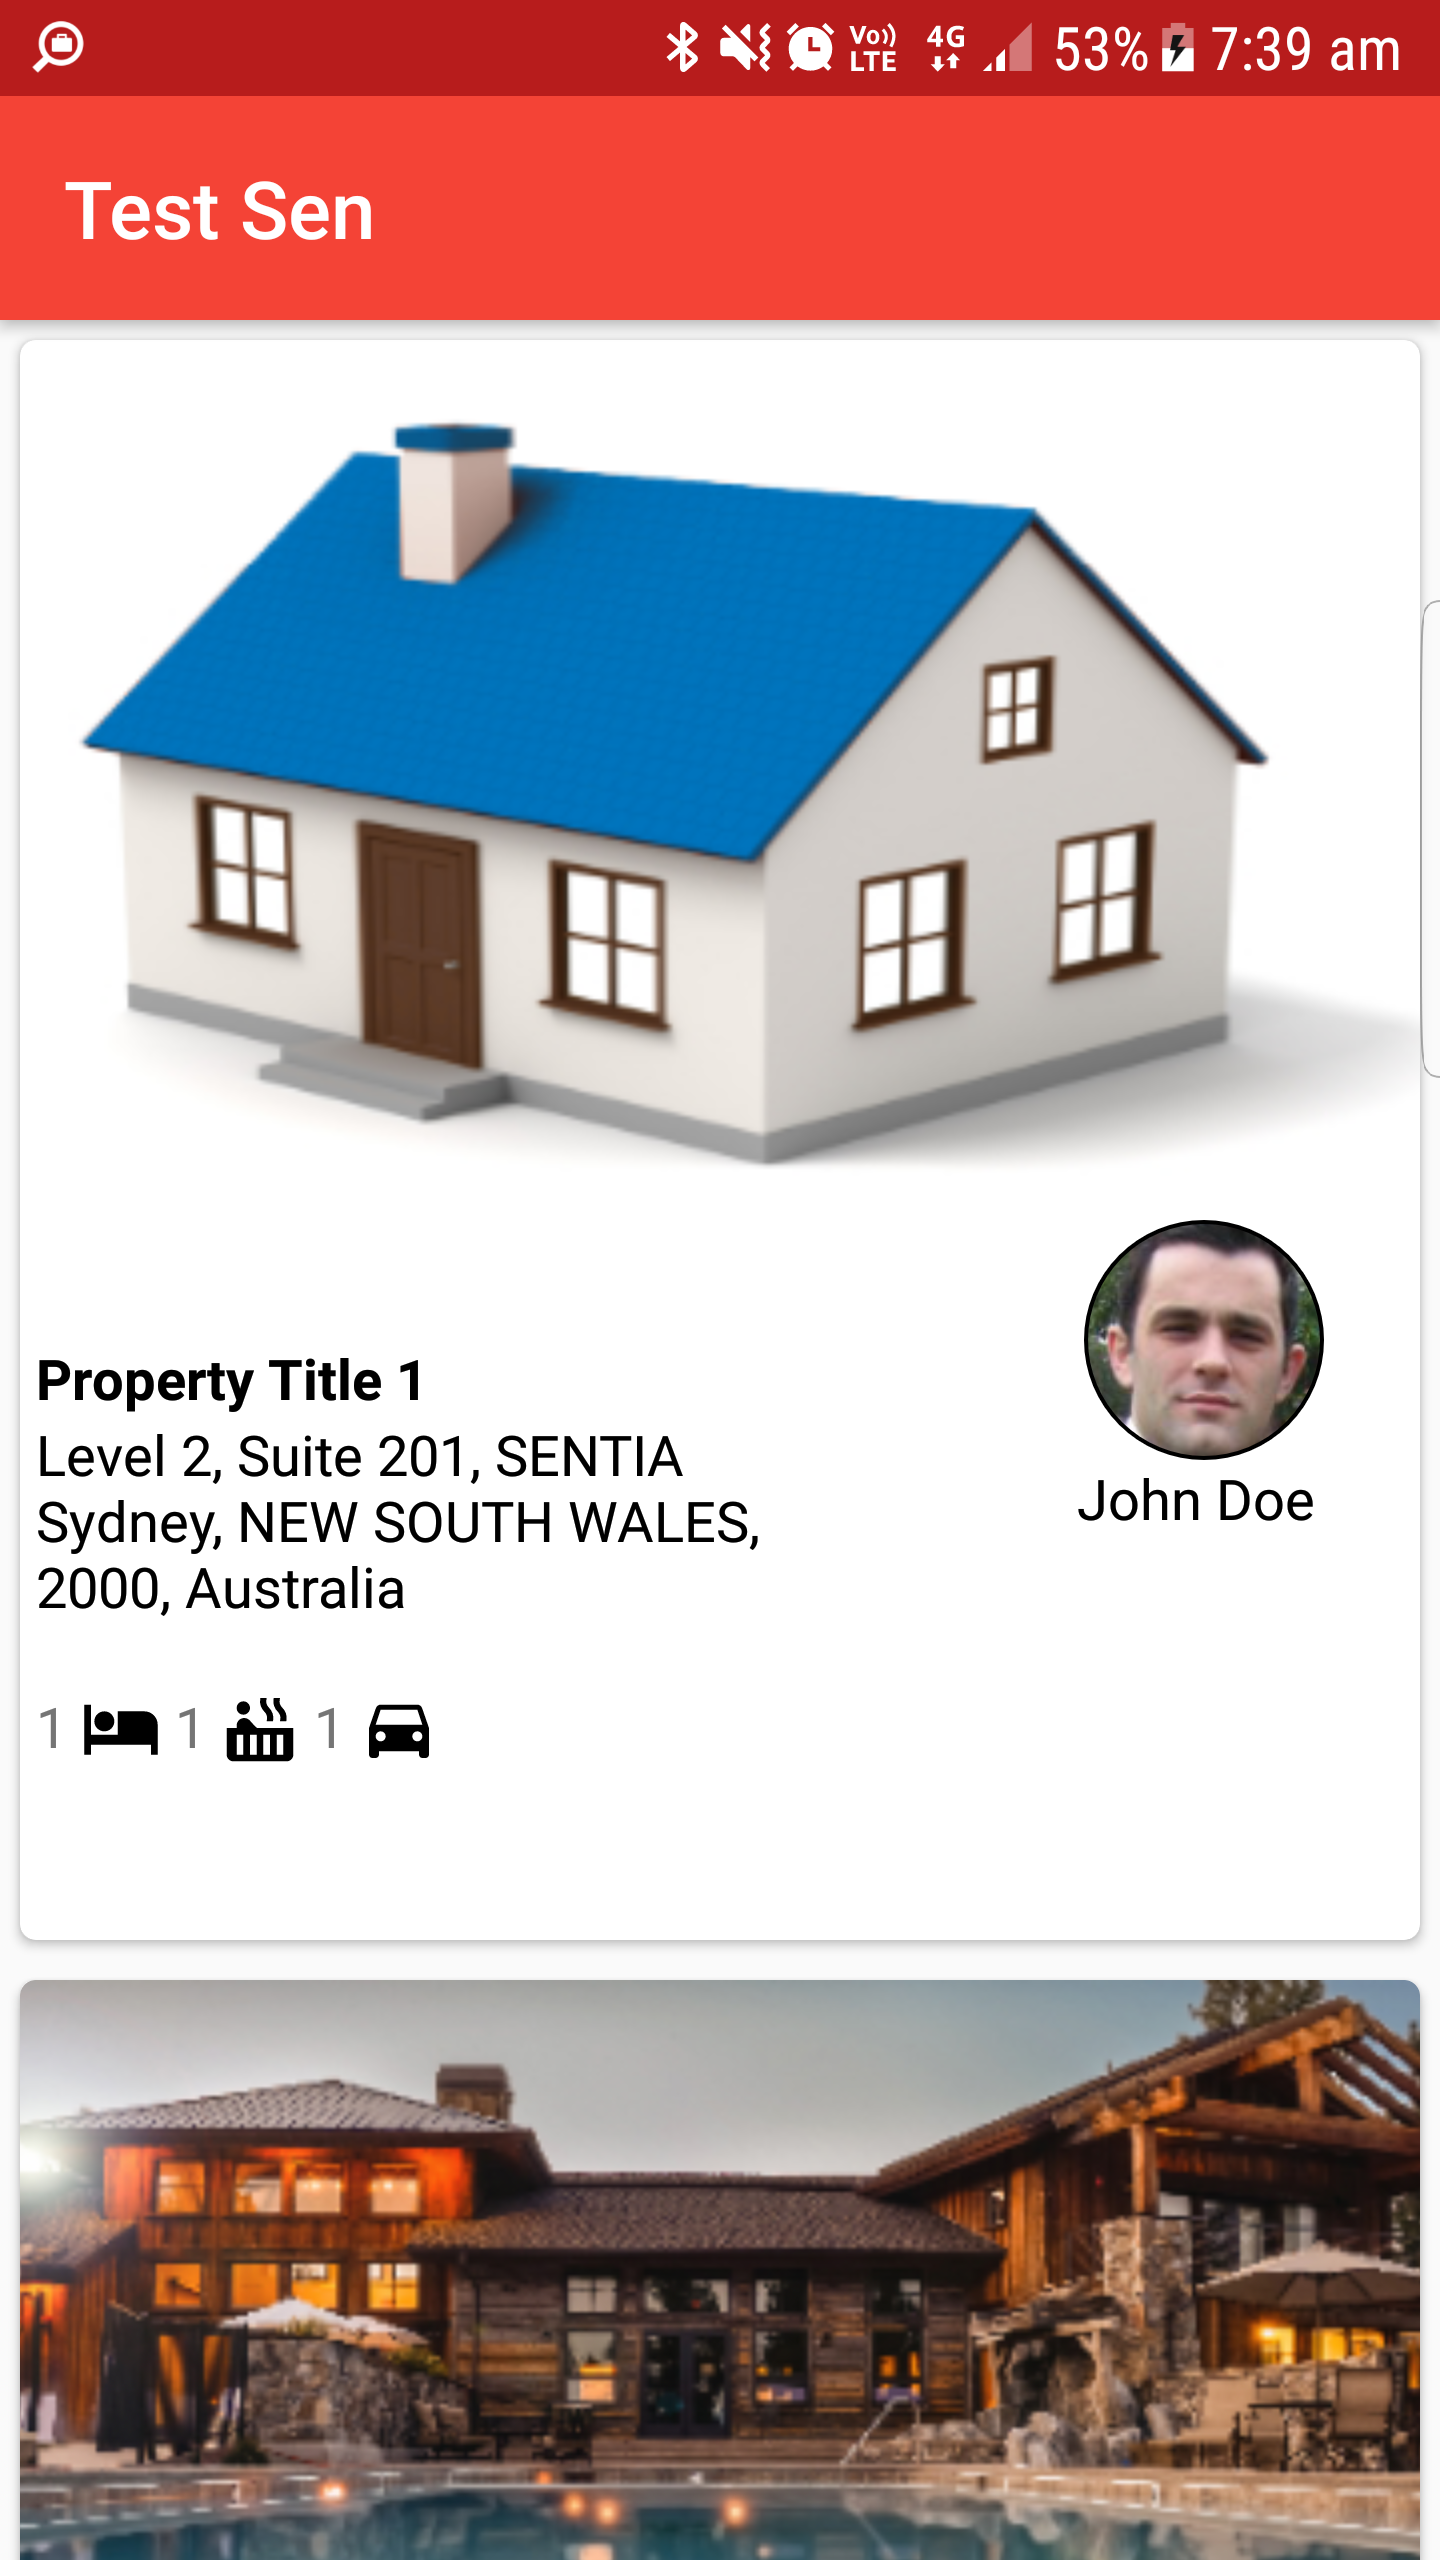 Vo)) LTE 4G 53% 7:39 am
Test Sen
Property Title 1
Level 2, Suite 201, SENTIA
Sydney, NEW SOUTH WALES,
2000, Australia
John Doe
1 1 1